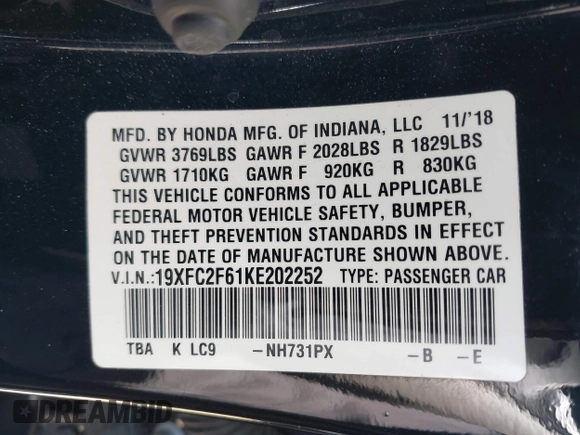 MFD. BY HONDA MFG. OF INDIANA, LLC 11/'18
GVWR 3769LBS GAWR F 2028LBS R 1829LBS
GVWR 1710KG GAWR F 920KG R 830KG
THIS VEHICLE CONFORMS TO ALL APPLICABLE
FEDERAL MOTOR VEHICLE SAFETY, BUMPER,
AND THEFT PREVENTION STANDARDS IN EFFECT
ON THE DATE OF MANUFACTURE SHOWN ABOVE.
V.I.N.:19XFC2F61KE202252 TYPE: PASSENGER CAR
TBA K LC9 –NH731PX –B –E
DREAMBID